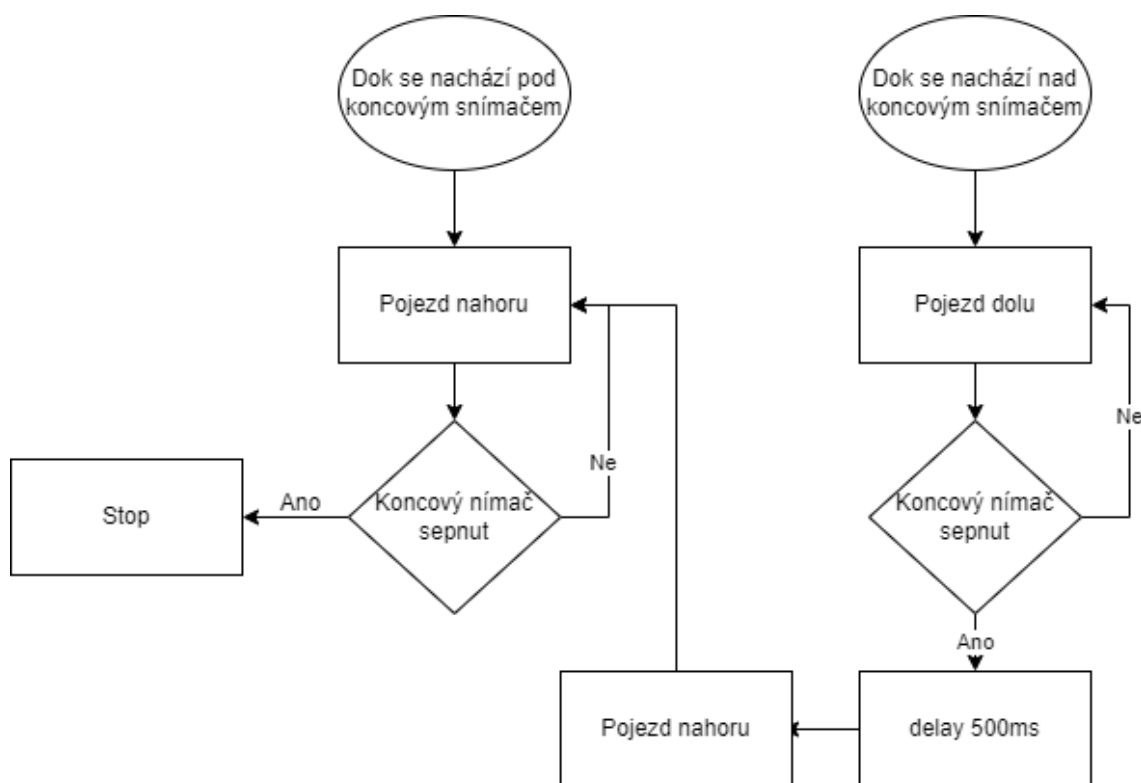 Dok se nachází pod
koncovým snímačem
Dok se nachází nad
koncovým snímačem
Pojezd nahoru
Pojezd dolu
Ne
Ne
Stop
Ano
Koncový nímač
sepnut
Koncový nímač
sepnut
Ano
Pojezd nahoru
delay 500ms